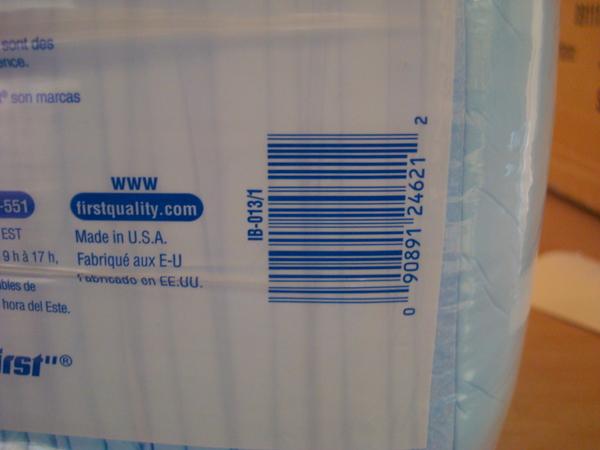 sont des
ence.
® son marcas
-551
EST
9 h à 17 h,
bles de
hora del Este.
www
firstquality.com
Made in U.S.A.
Fabriqué aux E-U
Fabricado en EE.UU.
IB-013/1
0 90891 24621 2
irst"®